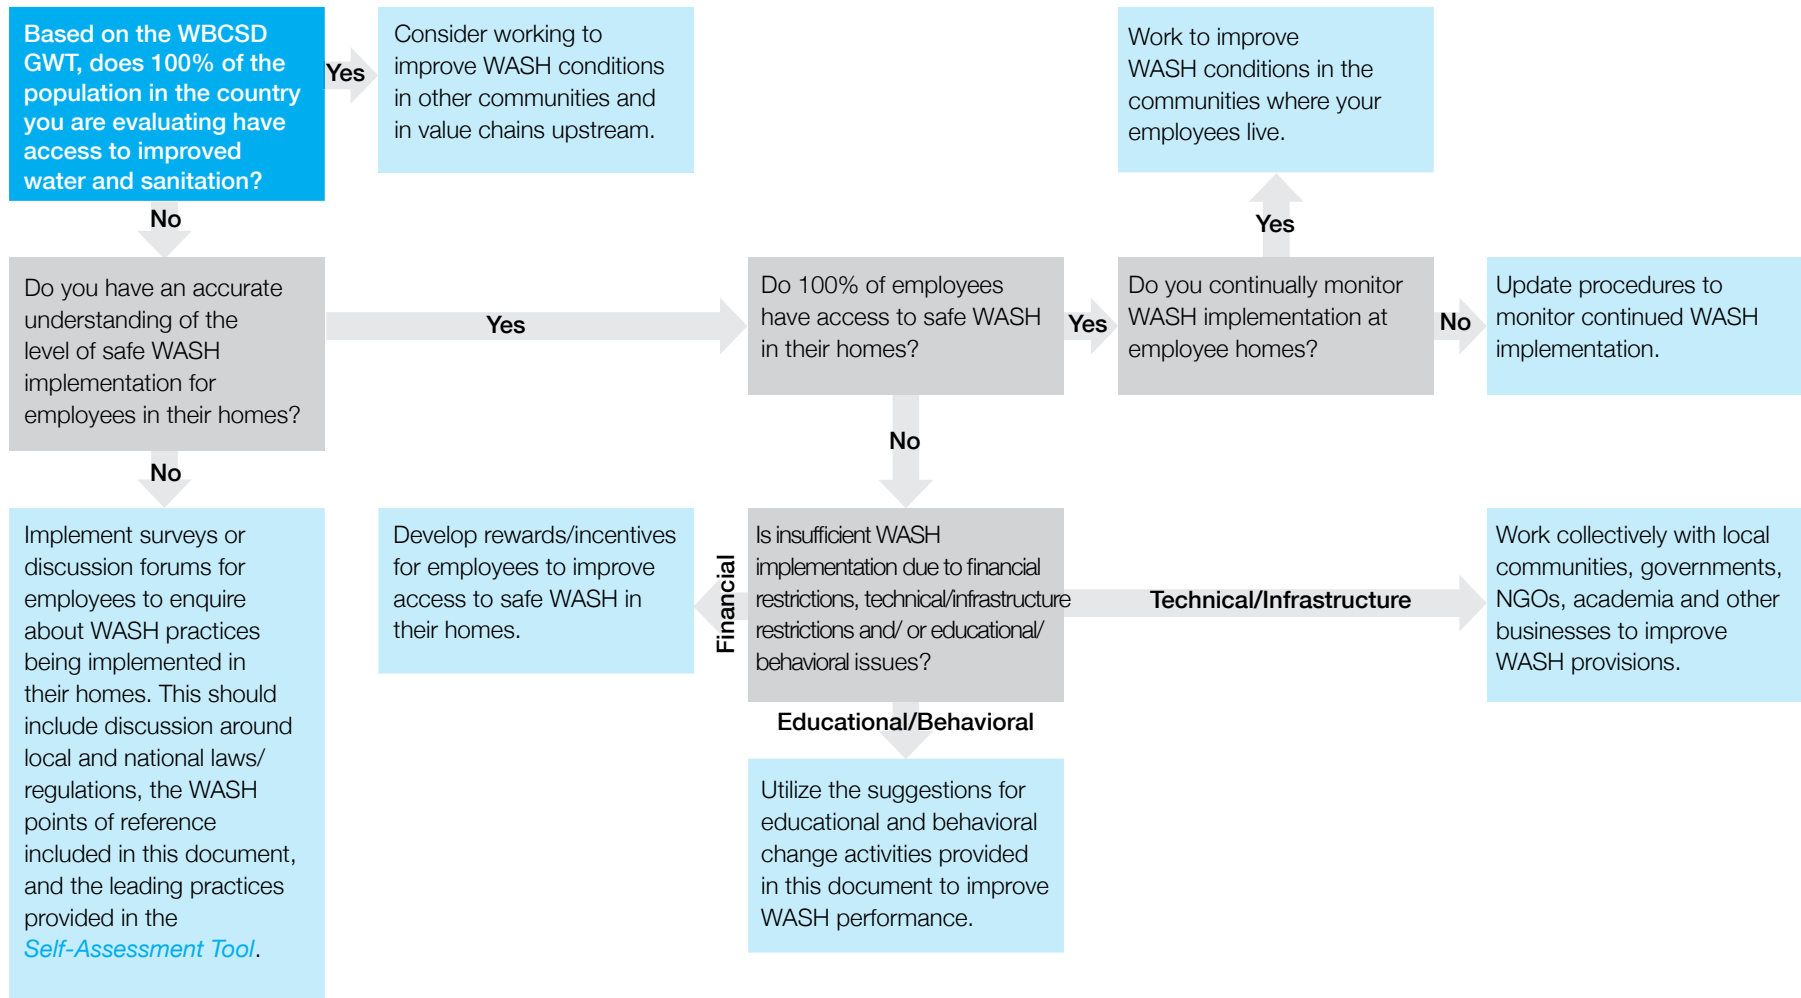 Based on the WBCSD
GWT, does 100% of the
population in the country
you are evaluating have
access to improved
water and sanitation?
Yes
Consider working to
improve WASH conditions
in other communities and
in value chains upstream.
Work to improve
WASH conditions in the
communities where your
employees live.
No
Yes
Do you have an accurate
understanding of the
level of safe WASH
implementation for
employees in their homes?
Yes
Do 100% of employees
have access to safe WASH
in their homes?
Yes
Do you continually monitor
WASH implementation at
employee homes?
No
Update procedures to
monitor continued WASH
implementation.
No
No
Implement surveys or
discussion forums for
employees to enquire
about WASH practices
being implemented in
their homes. This should
include discussion around
local and national laws/
regulations, the WASH
points of reference
included in this document,
and the leading practices
provided in the
Self-Assessment Tool.
Develop rewards/incentives
for employees to improve
access to safe WASH in
their homes.
Financial
Is insufficient WASH
implementation due to financial
restrictions, technical/infrastructure
restrictions and/ or educational/
behavioral issues?
Technical/Infrastructure
Work collectively with local
communities, governments,
NGOs, academia and other
businesses to improve
WASH provisions.
Educational/Behavioral
Utilize the suggestions for
educational and behavioral
change activities provided
in this document to improve
WASH performance.